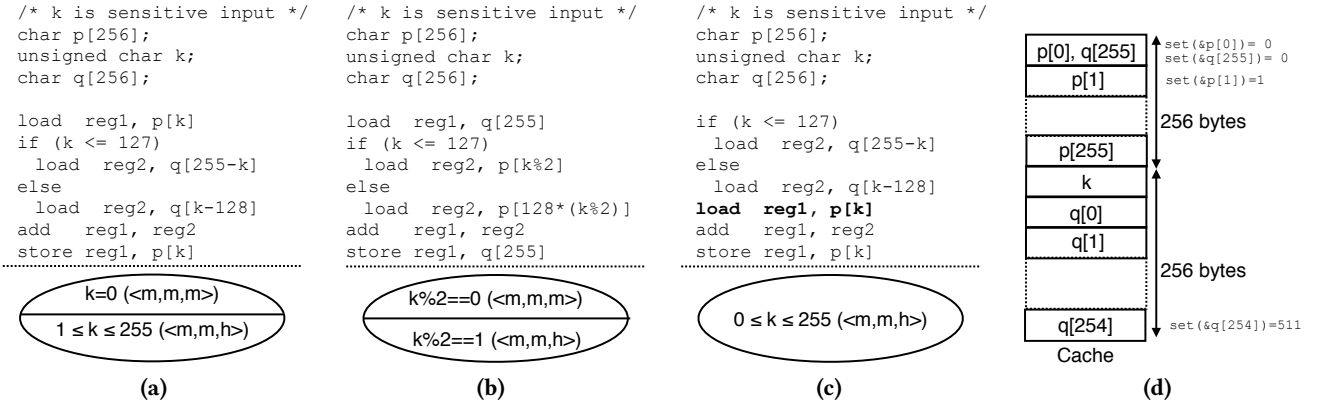 /* k is sensitive input */
char p[256];
unsigned char k;
char q[256];
load reg1, p[k]
if (k <= 127)
load reg2, q[255-k]
else
load reg2, q[k-128]
add reg1, reg2
store reg1, p[k]
k=0 (<m,m,m>)
1 ≤ k ≤ 255 (<m,m,h>)
(a)
/* k is sensitive input */
char p[256];
unsigned char k;
char q[256];
load reg1, q[255]
if (k <= 127)
load reg2, p[k%2]
else
load reg2, p[128*(k%2)]
add reg1, reg2
store reg1, q[255]
k%2==0 (<m,m,m>)
k%2==1 (<m,m,h>)
(b)
/* k is sensitive input */
char p[256];
unsigned char k;
char q[256];
if (k <= 127)
load reg2, q[255-k]
else
load reg2, q[k-128]
load reg1, p[k]
add reg1, reg2
store reg1, p[k]
0 ≤ k ≤ 255 (<m,m,h>)
(c)
p[0], q[255]
set(&p[0])= 0
set(&q[255])= 0
p[1]
set(&p[1])=1
256 bytes
p[255]
k
q[0]
q[1]
256 bytes
q[254]
set(&q[254])=511
Cache
(d)